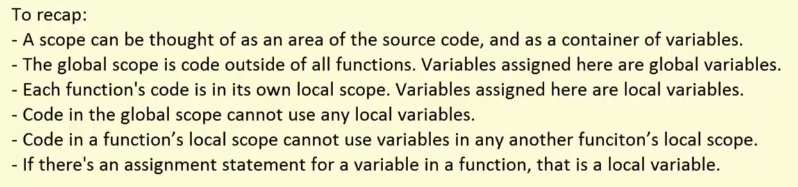 To recap:
- A scope can be thought of as an area of the source code, and as a container of variables.
- The global scope is code outside of all functions. Variables assigned here are global variables.
- Each function's code is in its own local scope. Variables assigned here are local variables.
- Code in the global scope cannot use any local variables.
- Code in a function’s local scope cannot use variables in any another funciton’s local scope.
- If there's an assignment statement for a variable in a function, that is a local variable.